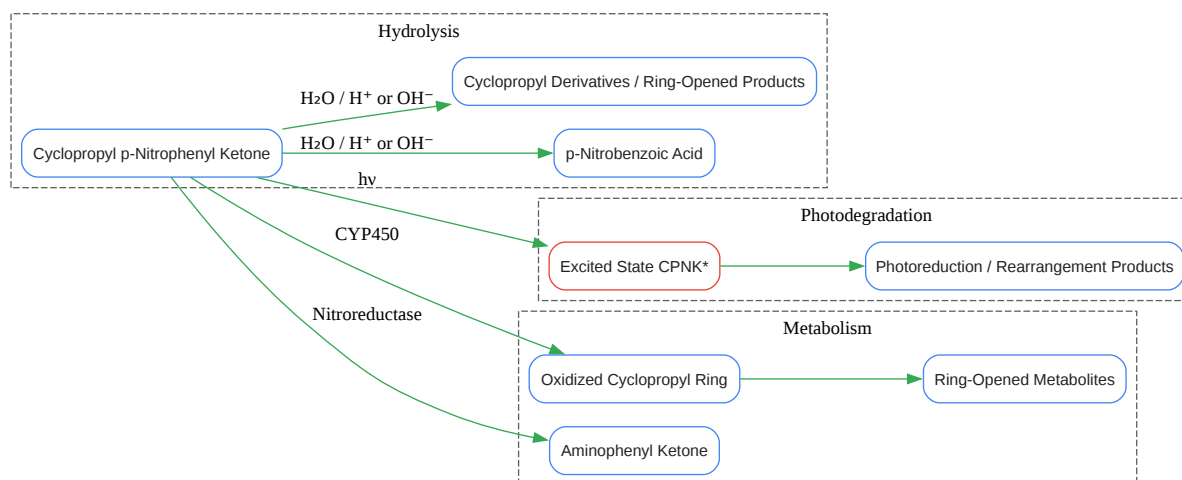 Hydrolysis
Cyclopropyl Derivatives / Ring-Opened Products
H₂O / H⁺ or OH⁻
H₂O / H⁺ or OH⁻
Cyclopropyl p-Nitrophenyl Ketone
p-Nitrobenzoic Acid
hν
Photodegradation
CYP450
Excited State CPNK*
Photoreduction / Rearrangement Products
Nitroreductase
Metabolism
Oxidized Cyclopropyl Ring
Ring-Opened Metabolites
Aminophenyl Ketone